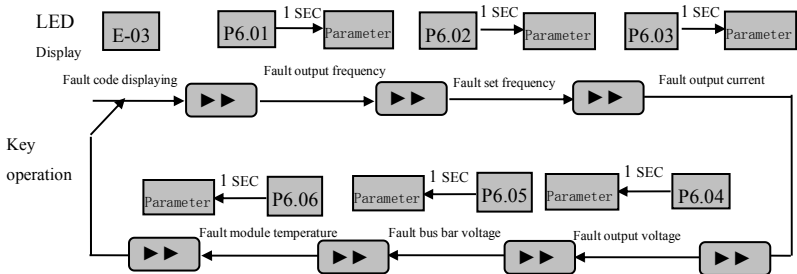 LED
Display
E-03
P6.01
1 SEC
Parameter
P6.02
1 SEC
Parameter
P6.03
1 SEC
Parameter
Fault code displaying
Fault output frequency
Fault set frequency
Fault output current
Key
operation
Parameter
1 SEC
P6.06
Parameter
1 SEC
P6.05
Parameter
1 SEC
P6.04
Fault module temperature
Fault bus bar voltage
Fault output voltage